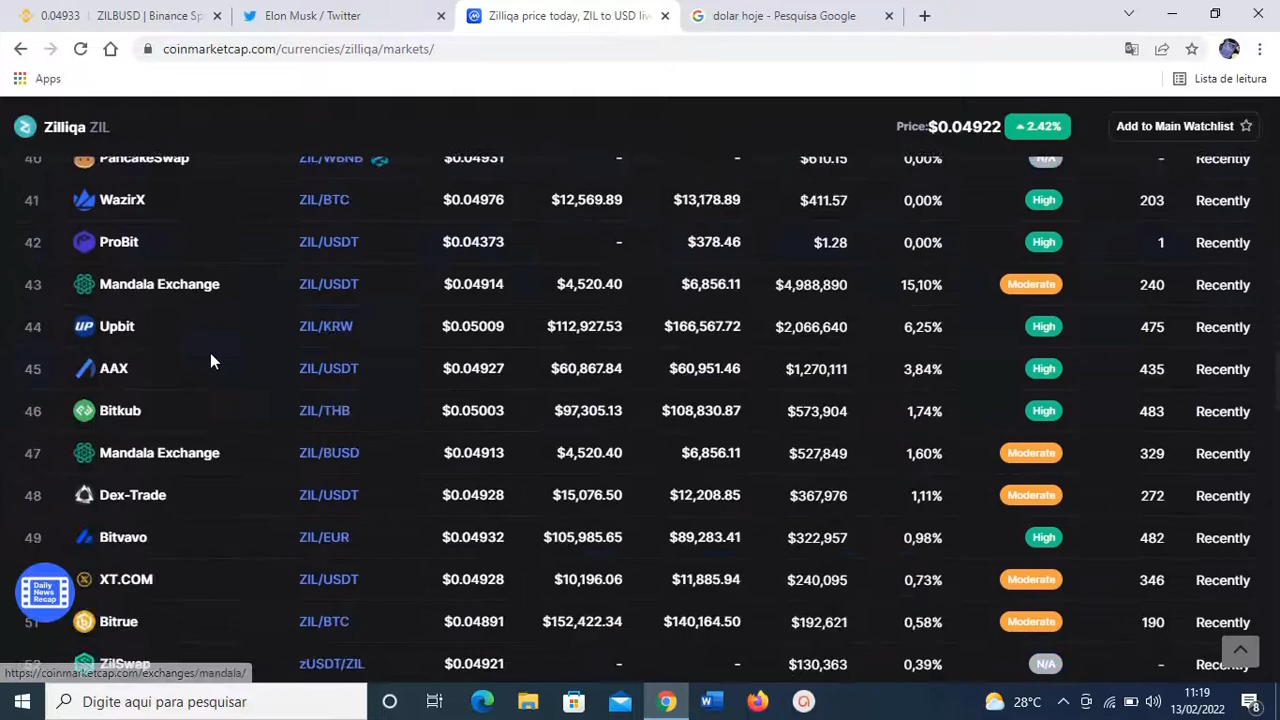 0.04933 ZILBUSD | Binance Sp
Elon Musk / Twitter
Zilliqa price today, ZIL to USD liv
dolar hoje - Pesquisa Google
coinmarketcap.com/currencies/zilliqa/markets/
Apps
Lista de leitura
Zilliqa ZIL
Price: $0.04922 2.42%
Add to Main Watchlist
40 PancakeSwap ZIL/WBNB $0.04931 - - $610.15 0,00% N/A - Recently
41 WazirX ZIL/BTC $0.04976 $12,569.89 $13,178.89 $411.57 0,00% High 203 Recently
42 ProBit ZIL/USDT $0.04373 - $378.46 $1.28 0,00% High 1 Recently
43 Mandala Exchange ZIL/USDT $0.04914 $4,520.40 $6,856.11 $4,988,890 15,10% Moderate 240 Recently
44 Upbit ZIL/KRW $0.05009 $112,927.53 $166,567.72 $2,066,640 6,25% High 475 Recently
45 AAX ZIL/USDT $0.04927 $60,867.84 $60,951.46 $1,270,111 3,84% High 435 Recently
46 Bitkub ZIL/THB $0.05003 $97,305.13 $108,830.87 $573,904 1,74% High 483 Recently
47 Mandala Exchange ZIL/BUSD $0.04913 $4,520.40 $6,856.11 $527,849 1,60% Moderate 329 Recently
48 Dex-Trade ZIL/USDT $0.04928 $15,076.50 $12,208.85 $367,976 1,11% Moderate 272 Recently
49 Bitvavo ZIL/EUR $0.04932 $105,985.65 $89,283.41 $322,957 0,98% High 482 Recently
Daily
News
Recap
XT.COM ZIL/USDT $0.04928 $10,196.06 $11,885.94 $240,095 0,73% Moderate 346 Recently
51 Bitrue ZIL/BTC $0.04891 $152,422.34 $140,164.50 $192,621 0,58% Moderate 190 Recently
52 ZilSwap zUSDT/ZIL $0.04921 - - $130,363 0,39% N/A - Recently
https://coinmarketcap.com/exchanges/mandala/
Digite aqui para pesquisar
28°C
11:19
13/02/2022
8